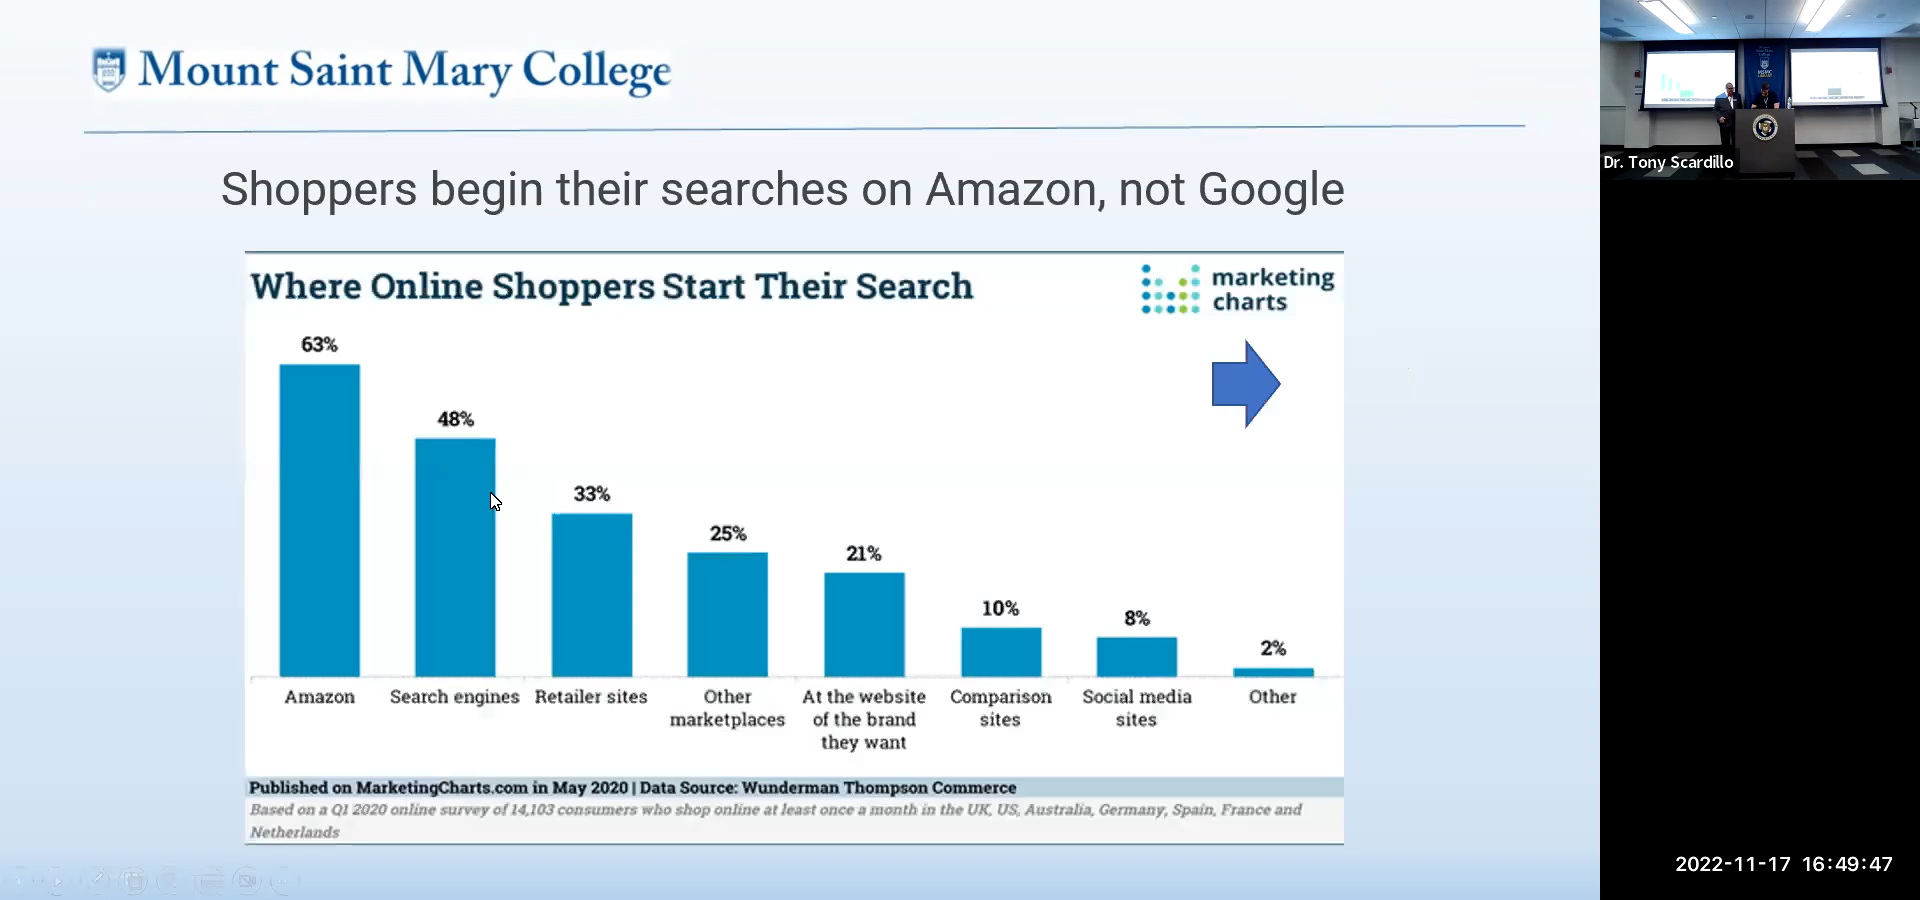 Mount Saint Mary College
Shoppers begin their searches on Amazon, not Google
Where Online Shoppers Start Their Search
marketing
charts
63%
48%
33%
25%
21%
10%
8%
2%
Amazon
Search engines
Retailer sites
Other
marketplaces
At the website
of the brand
they want
Comparison
sites
Social media
sites
Other
Published on MarketingCharts.com in May 2020 | Data Source: Wunderman Thompson Commerce
Based on a Q1 2020 online survey of 14,103 consumers who shop online at least once a month in the UK, US, Australia, Germany, Spain, France and
Netherlands
Dr. Tony Scardillo
2022-11-17 16:49:47